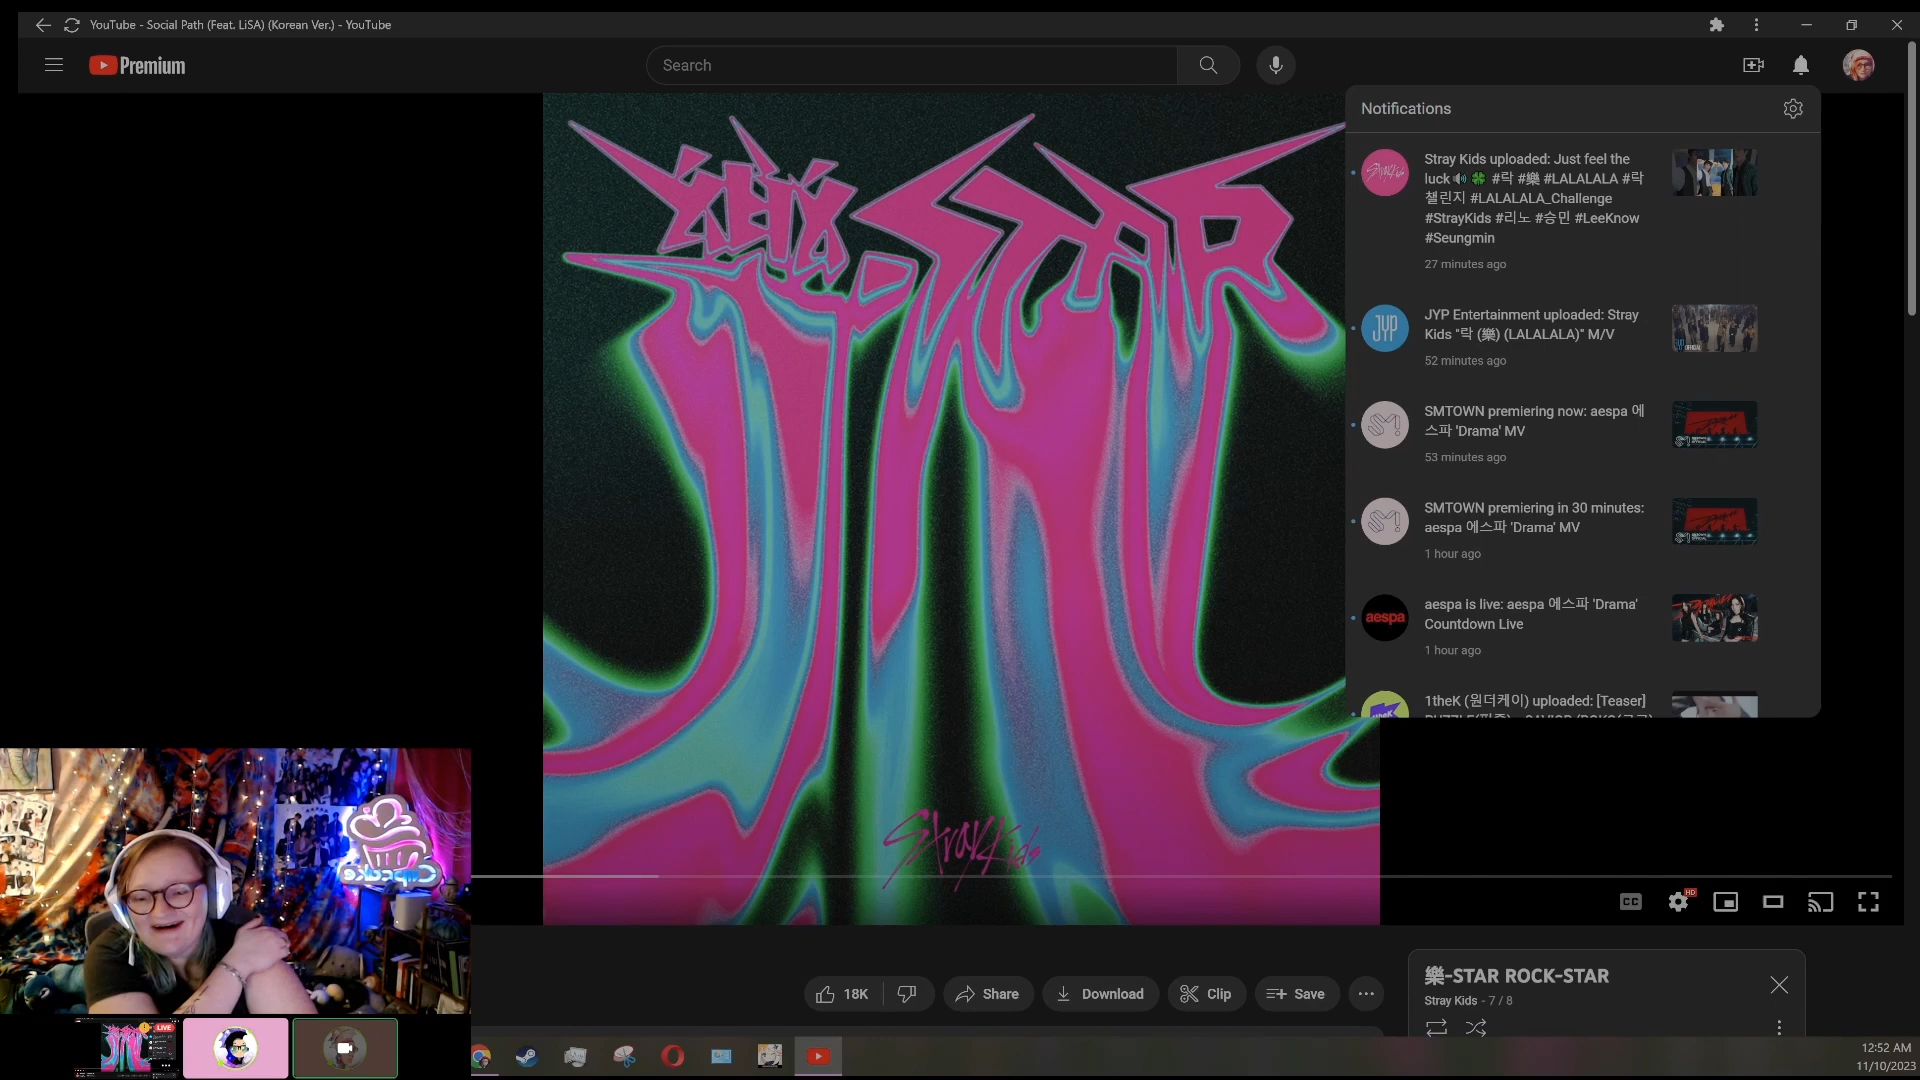 YouTube - Social Path (Feat. LiSA) (Korean Ver.) - YouTube
Premium
Search
Notifications
Stray Kids uploaded: Just feel the
luck🔊🍀 #락 #樂 #LALALALA #락
챌린지 #LALALALA_Challenge
#StrayKids #리노 #승민 #LeeKnow
#Seungmin
27 minutes ago
JYP
JYP Entertainment uploaded: Stray
Kids "락 (樂) (LALALALA)" M/V
52 minutes ago
SMTOWN premiering now: aespa 에
스파 'Drama' MV
53 minutes ago
SMTOWN premiering in 30 minutes:
aespa 에스파 'Drama' MV
1 hour ago
aespa
aespa is live: aespa 에스파 'Drama'
Countdown Live
1 hour ago
1theK (원더케이) uploaded: [Teaser]
STAR
Stray Kids
CC
HD
18K
Share
Download
Clip
Save
樂-STAR ROCK-STAR
Stray Kids - 7 / 8
LIVE
12:52 AM
11/10/2023